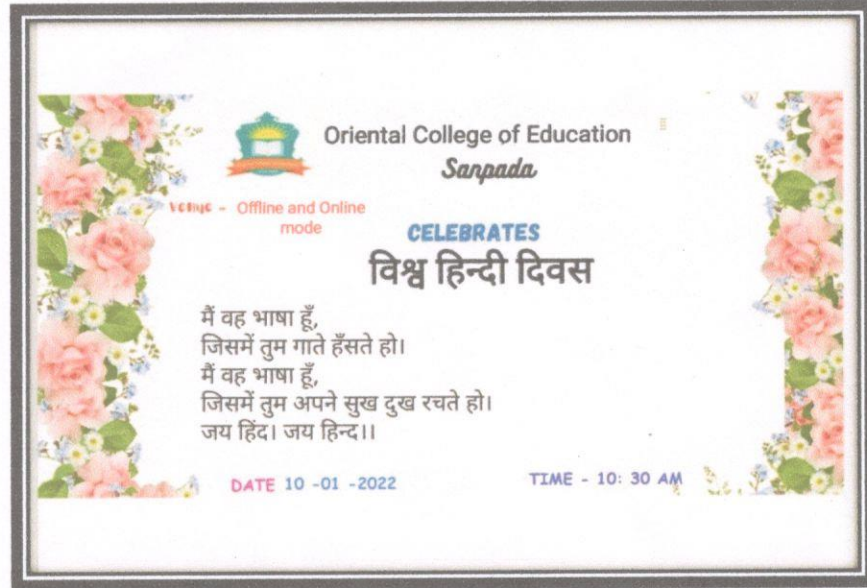 Oriental College of Education
Sanpada
Venue - Offline and Online
mode
CELEBRATES
विश्व हिन्दी दिवस
मैं वह भाषा हूँ,
जिसमें तुम गाते हँसते हो।
मैं वह भाषा हूँ,
जिसमें तुम अपने सुख दुख रचते हो।
जय हिंद। जय हिन्द।।
DATE 10 -01 -2022
TIME - 10: 30 AM